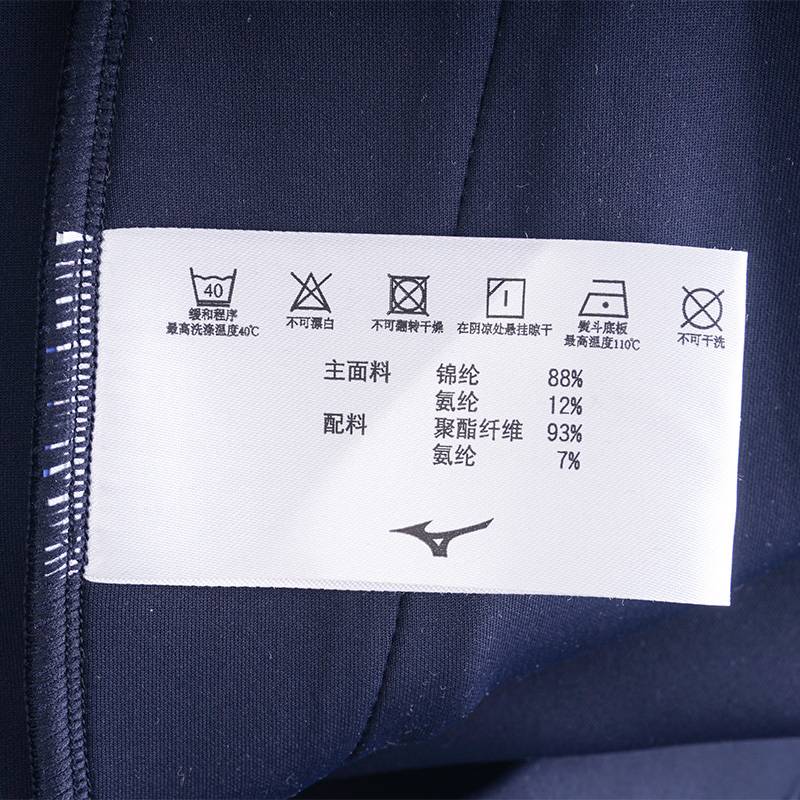 40
缓和程序
最高洗涤温度40℃
不可漂白
不可翻转干燥
在阴凉处悬挂晾干
熨斗底板
最高温度110℃
不可干洗
主面料 锦纶 88%
氨纶 12%
配料 聚酯纤维 93%
氨纶 7%